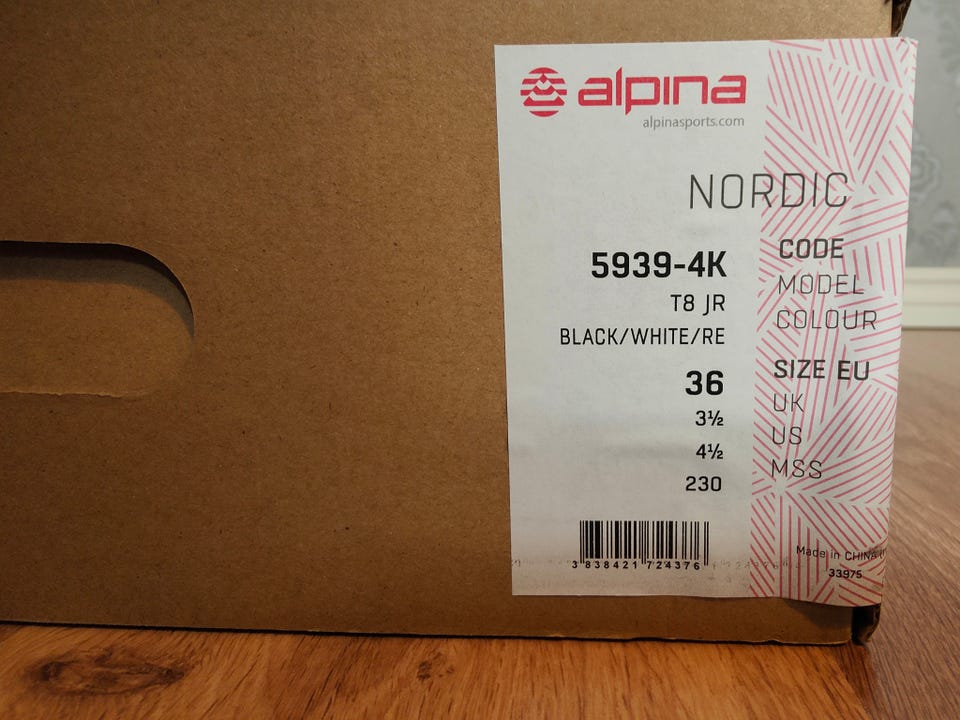 alpina
alpinasports.com
NORDIC
5939-4K CODE
T8 JR MODEL
BLACK/WHITE/RE COLOUR
36 SIZE EU
3½ UK
4½ US
230 MSS
3 838421 724376
Made in CHINA
33975